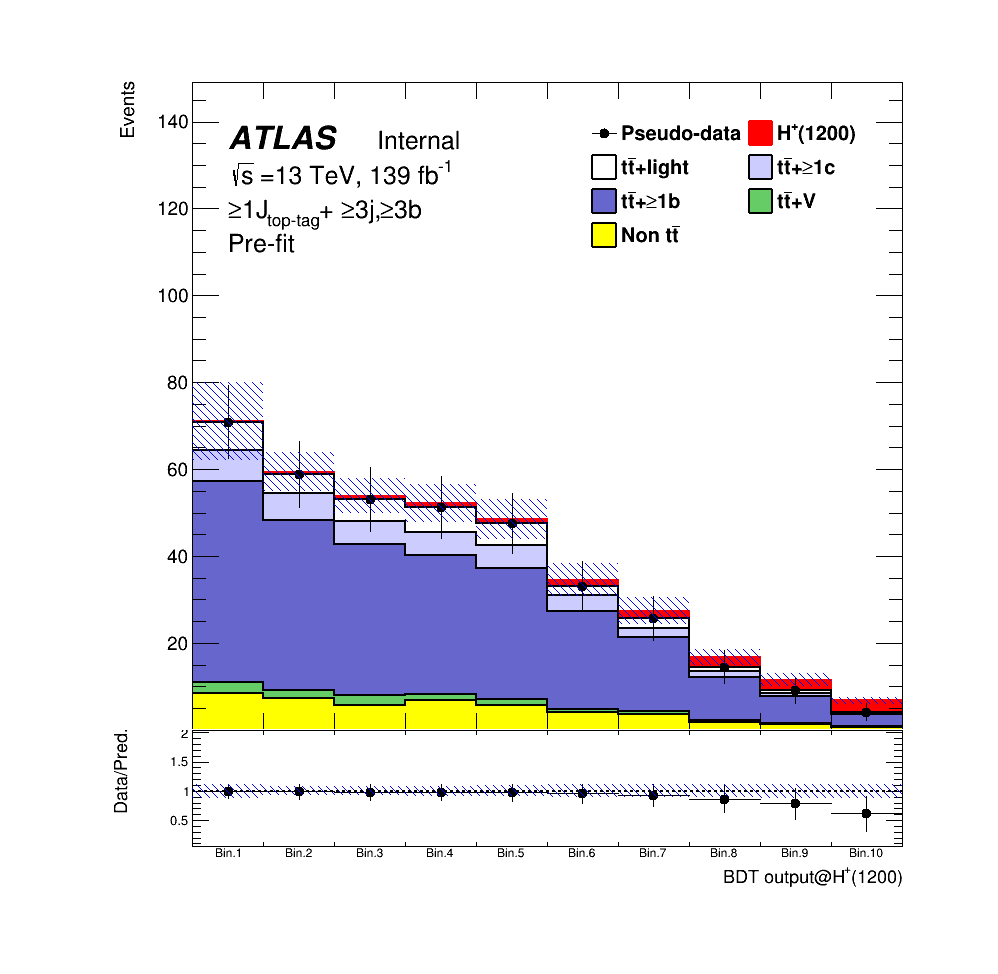 Events
140
120
100
80
60
40
20
ATLAS Internal
√s =13 TeV, 139 fb⁻¹
≥1J_top-tag+ ≥3j,≥3b
Pre-fit
Pseudo-data H⁺(1200)
tt̄+light tt̄+≥1c
tt̄+≥1b tt̄+V
Non tt̄
Data/Pred.
2
1.5
1
0.5
Bin.1 Bin.2 Bin.3 Bin.4 Bin.5 Bin.6 Bin.7 Bin.8 Bin.9 Bin.10
BDT output@H⁺(1200)